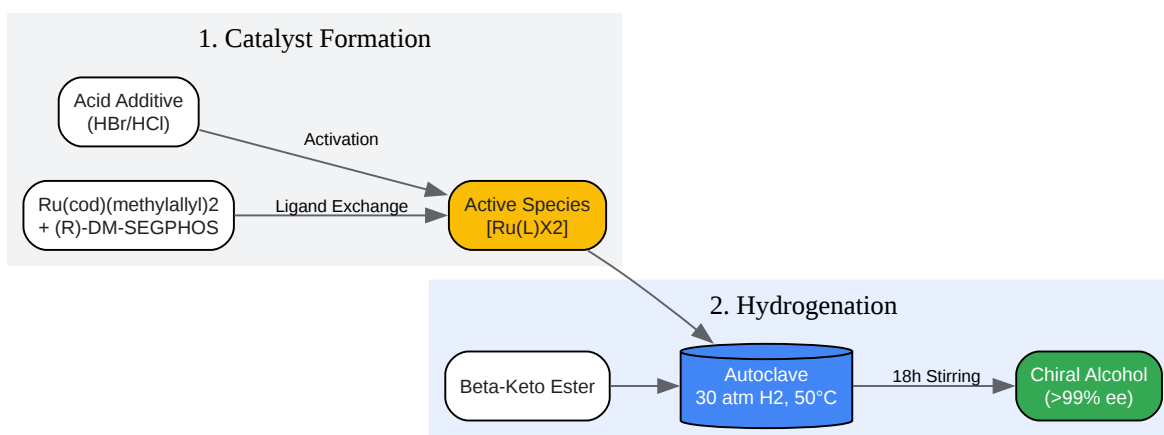 1. Catalyst Formation
Acid Additive
(HBr/HCl)
Activation
Ru(cod)(methylallyl)2
+ (R)-DM-SEGPHOS
Ligand Exchange
Active Species
[Ru(L)X2]
2. Hydrogenation
Beta-Keto Ester
Autoclave
30 atm H2, 50°C
18h Stirring
Chiral Alcohol
(>99% ee)